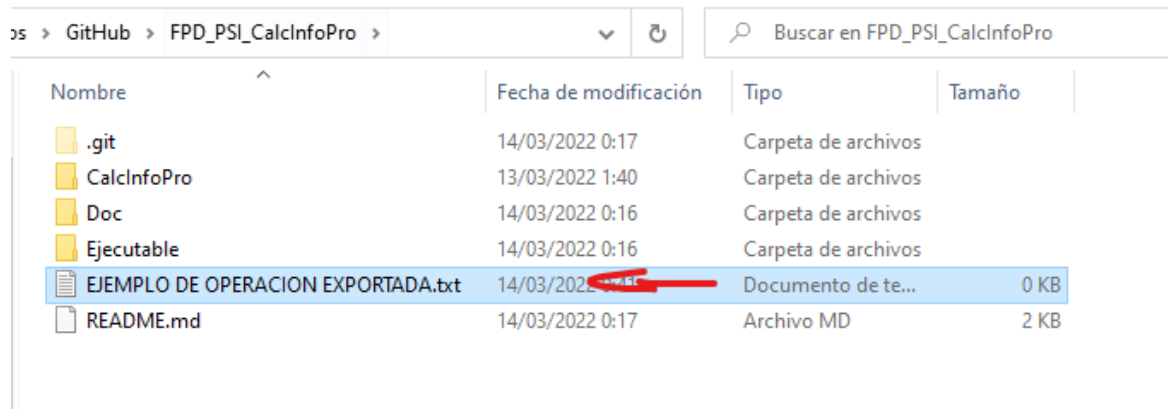 os > GitHub > FPD_PSI_CalcInfoPro > Buscar en FPD_PSI_CalcInfoPro
Nombre Fecha de modificación Tipo Tamaño
.git 14/03/2022 0:17 Carpeta de archivos
CalcInfoPro 13/03/2022 1:40 Carpeta de archivos
Doc 14/03/2022 0:16 Carpeta de archivos
Ejecutable 14/03/2022 0:16 Carpeta de archivos
EJEMPLO DE OPERACION EXPORTADA.txt 14/03/2022 Documento de te... 0 KB
README.md 14/03/2022 0:17 Archivo MD 2 KB